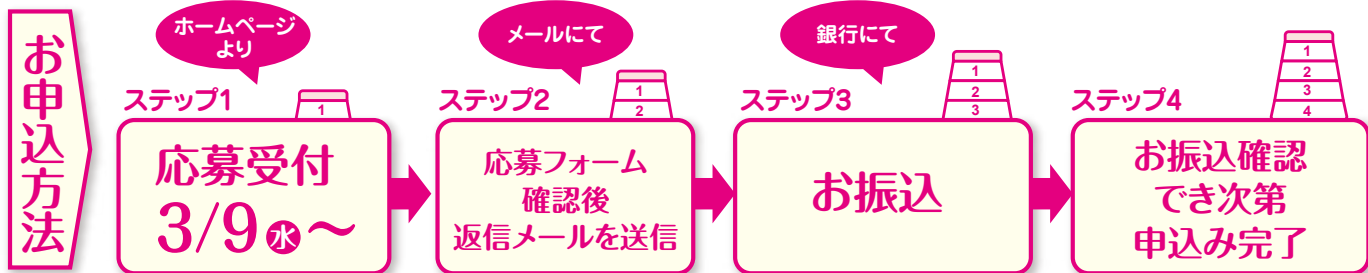 お申込方法
ホームページ
より
ステップ1
1
応募受付
3/9㊌〜
メールにて
ステップ2
1
2
応募フォーム
確認後
返信メールを送信
銀行にて
ステップ3
1
2
3
お振込
ステップ4
1
2
3
4
お振込確認
でき次第
申込み完了